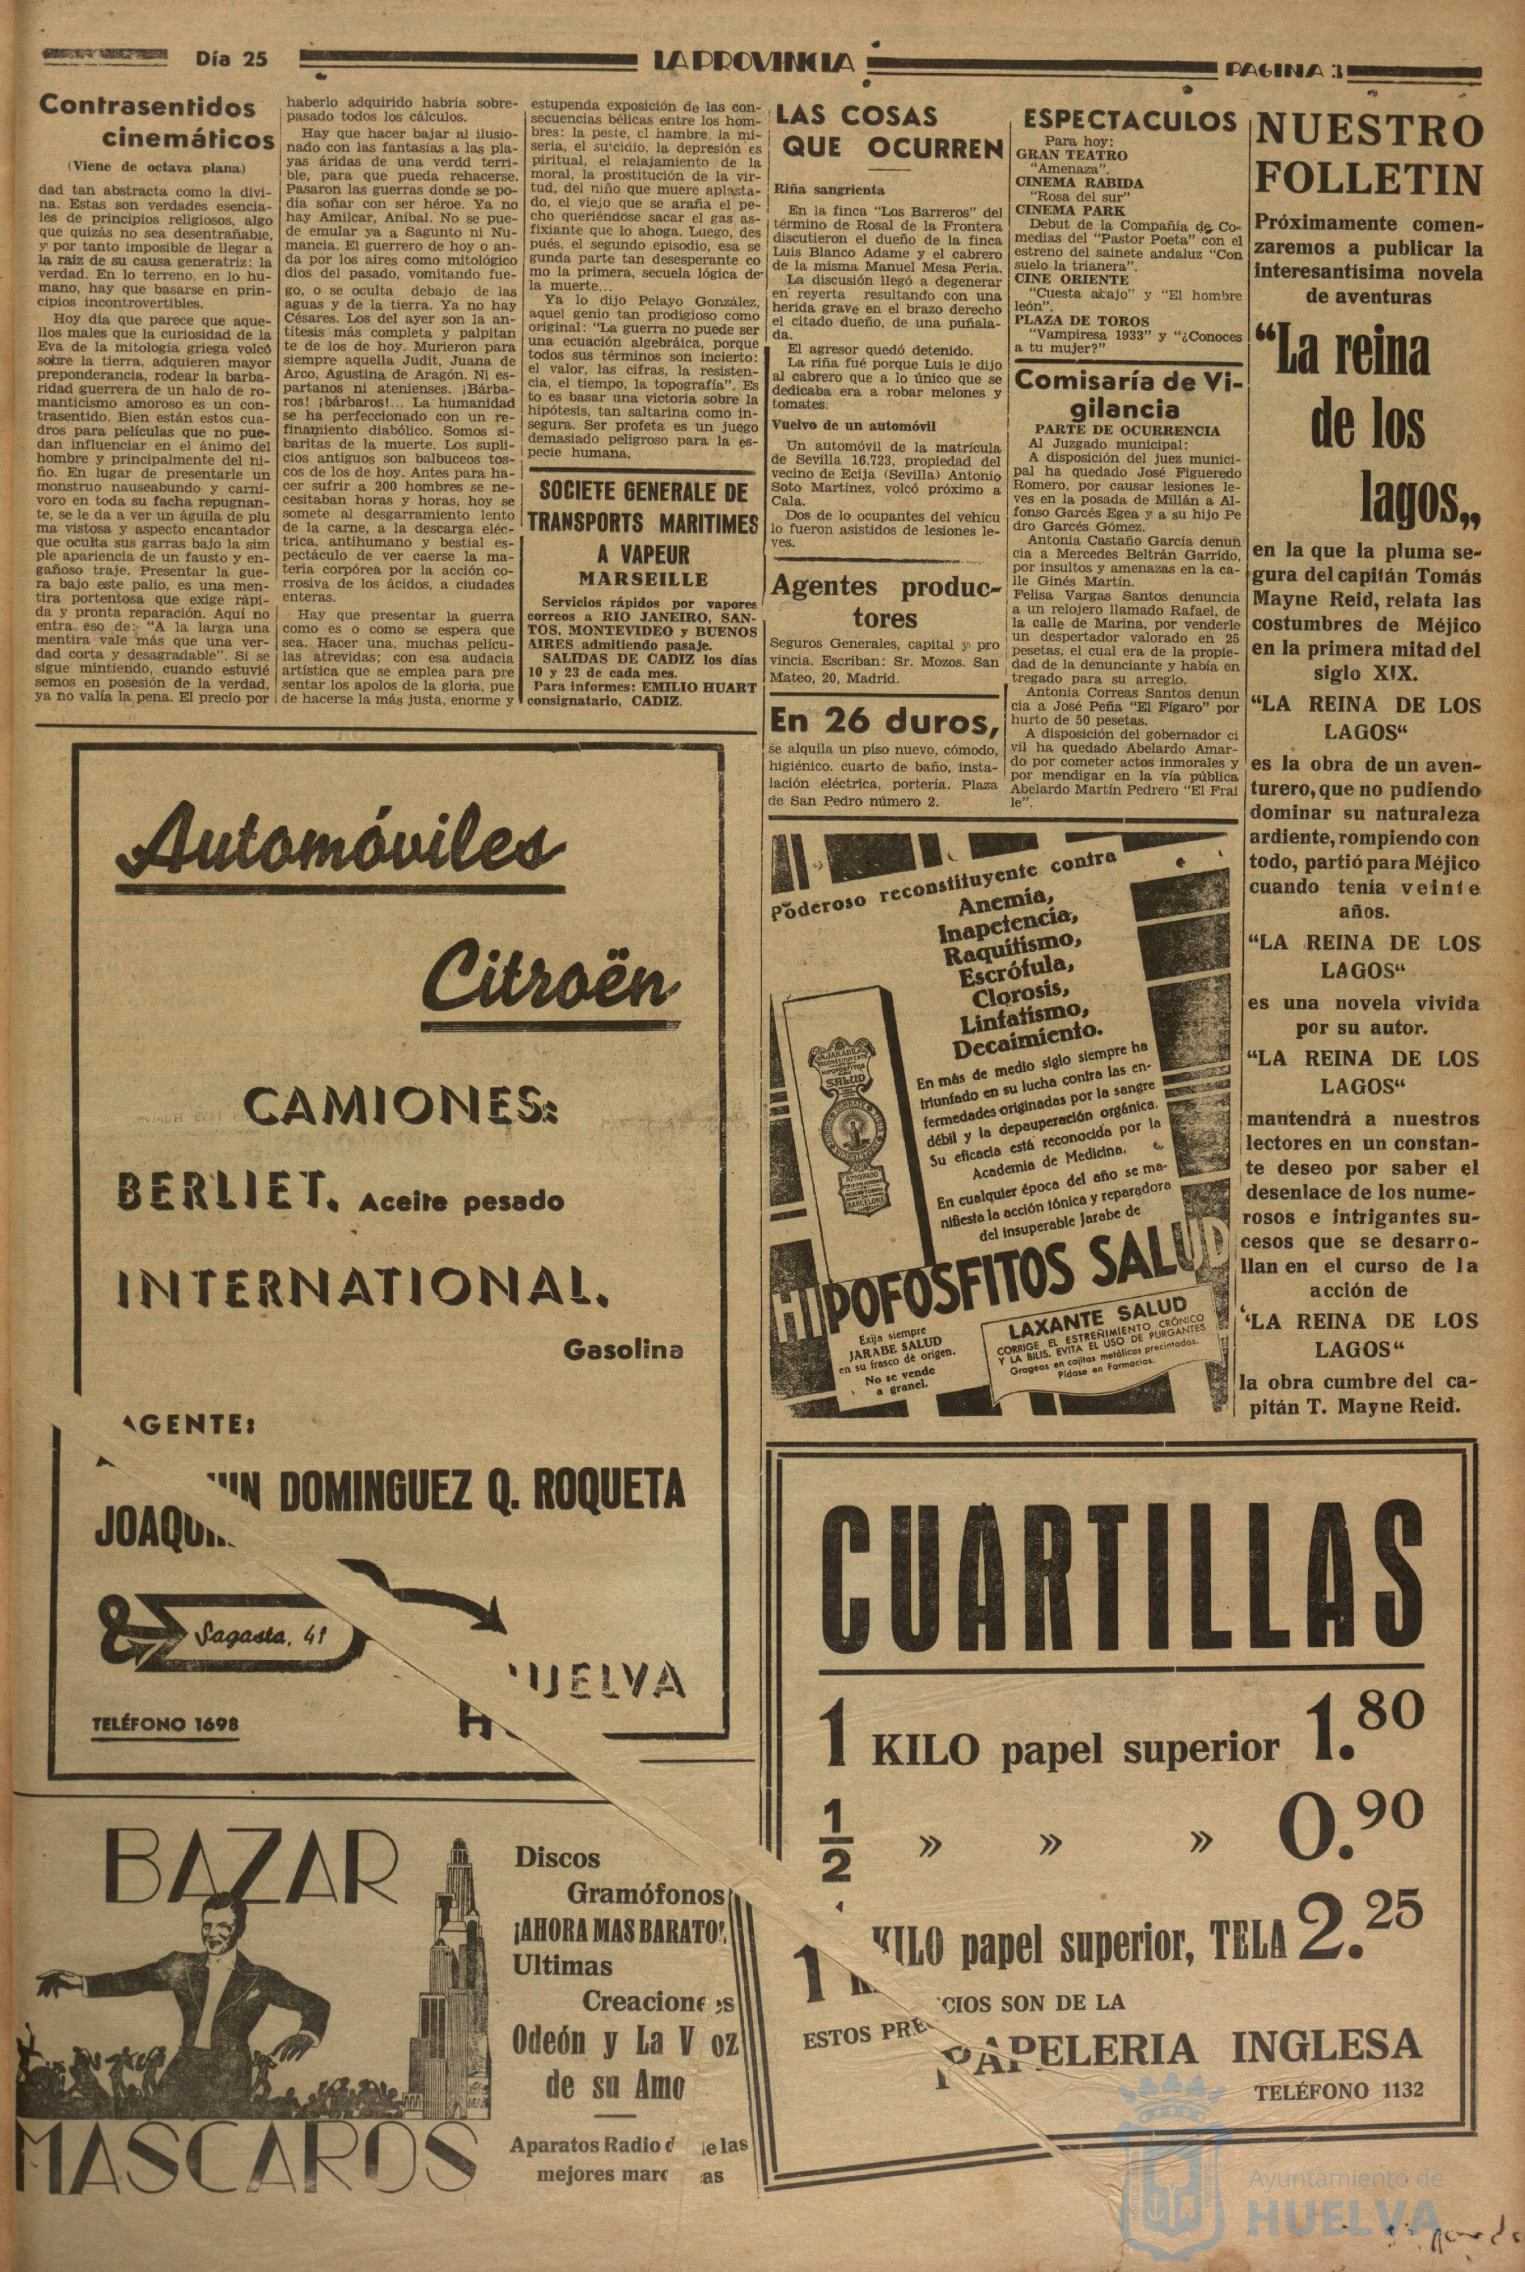 Día 25
LA PROVINCIA
PAGINA 3
Contrasentidos
cinemáticos
(Viene de octava plana)
dad tan abstracta como la divi-
na. Estas son verdades esencia-
les de principios religiosos, algo
que quizás no sea desentrañable,
y por tanto imposible de llegar a
la raíz de su causa generatriz: la
verdad. En lo terreno, en lo hu-
mano, hay que basarse en prin-
cipios incontrovertibles.
Hoy día que parece que aque-
llos males que la curiosidad de la
Eva de la mitología griega volcó
sobre la tierra, adquieren mayor
preponderancia, rodear la barba-
ridad guerrera de un halo de ro-
manticismo amoroso es un con-
trasentido. Bien están estos cua-
dros para películas que no pue-
dan influenciar en el ánimo del
hombre y principalmente del ni-
ño. En lugar de presentarle un
monstruo nauseabundo y carní-
voro en toda su facha repugnan-
te, se le da a ver un águila de plu
ma vistosa y aspecto encantador
que oculta sus garras bajo la sim
ple apariencia de un fausto y en-
gañoso traje. Presentar la gue-
rra bajo este palio, es una men-
tira portentosa que exige rápi-
da y pronta reparación. Aquí no
entra eso de: "A la larga una
mentira vale más que una ver-
dad corta y desagradable". Si se
sigue mintiendo, cuando estuvié
semos en posesión de la verdad,
ya no valía la pena. El precio por
haberlo adquirido habría sobre-
pasado todos los cálculos.
Hay que hacer bajar al ilusio-
nado con las fantasías a las pla-
yas áridas de una verdd terri-
ble, para que pueda rehacerse.
Pasaron las guerras donde se po-
día soñar con ser héroe. Ya no
hay Amilcar, Aníbal. No se pue-
de emular ya a Sagunto ni Nu-
mancia. El guerrero de hoy o an-
da por los aires como mitológico
dios del pasado, vomitando fue-
go, o se oculta debajo de las
aguas y de la tierra. Ya no hay
Césares. Los del ayer son la an-
títesis más completa y palpitan
te de los de hoy. Murieron para
siempre aquella Judit, Juana de
Arco, Agustina de Aragón. Ni es-
partanos ni atenienses. ¡Bárba-
ros! ¡bárbaros!... La humanidad
se ha perfeccionado con un re-
finamiento diabólico. Somos si-
baritas de la muerte. Los supli-
cios antiguos son balbuceos tos-
cos de los de hoy. Antes para ha-
cer sufrir a 200 hombres se ne-
cesitaban horas y horas, hoy se
somete al desgarramiento lento
de la carne, a la descarga eléc-
trica, antihumano y bestial es-
pectáculo de ver caerse la ma-
teria corpórea por la acción co-
rrosiva de los ácidos, a ciudades
enteras.
Hay que presentar la guerra
como es o como se espera que
sea. Hacer una, muchas pelícu-
las atrevidas; con esa audacia
artística que se emplea para pre
sentar los apolos de la gloria, pue
de hacerse la más justa, enorme y
estupenda exposición de las con-
secuencias bélicas entre los hom-
bres: la peste, el hambre, la mi-
seria, el suicidio, la depresión es
piritual, el relajamiento de la
moral, la prostitución de la vir-
tud, del niño que muere aplasta-
do, el viejo que se araña el pe-
cho queriéndose sacar el gas as-
fixiante que lo ahoga. Luego, des
pués, el segundo episodio, esa se
gunda parte tan desesperante co
mo la primera, secuela lógica de
la muerte...
Ya lo dijo Pelayo González,
aquel genio tan prodigioso como
original: "La guerra no puede ser
una ecuación algebráica, porque
todos sus términos son incierto:
el valor, las cifras, la resisten-
cia, el tiempo, la topografía". Es
to es basar una victoria sobre la
hipótesis, tan saltarina como in-
segura. Ser profeta es un juego
demasiado peligroso para la es-
pecie humana.
SOCIETE GENERALE DE
TRANSPORTS MARITIMES
A VAPEUR
MARSEILLE
Servicios rápidos por vapores
correos a RIO JANEIRO, SAN-
TOS, MONTEVIDEO y BUENOS
AIRES admitiendo pasaje.
SALIDAS DE CADIZ los días
10 y 23 de cada mes.
Para informes: EMILIO HUART
consignatario, CADIZ.
LAS COSAS
QUE OCURREN
Riña sangrienta
En la finca "Los Barreros" del
término de Rosal de la Frontera
discutieron el dueño de la finca
Luis Blanco Adame y el cabrero
de la misma Manuel Mesa Feria.
La discusión llegó a degenerar
en reyerta resultando con una
herida grave en el brazo derecho
el citado dueño, de una puñala-
da.
El agresor quedó detenido.
La riña fué porque Luis le dijo
al cabrero que a lo único que se
dedicaba era a robar melones y
tomates.
Vuelvo de un automóvil
Un automóvil de la matrícula
de Sevilla 16.723, propiedad del
vecino de Ecija (Sevilla) Antonio
Soto Martínez, volcó próximo a
Cala.
Dos de lo ocupantes del vehícu
lo fueron asistidos de lesiones le-
ves.
Agentes produc-
tores
Seguros Generales, capital y pro
vincia. Escriban: Sr. Mozos. San
Mateo, 20, Madrid.
En 26 duros,
se alquila un piso nuevo, cómodo,
higiénico. cuarto de baño, insta-
lación eléctrica, portería. Plaza
de San Pedro número 2.
ESPECTACULOS
Para hoy:
GRAN TEATRO
"Amenaza".
CINEMA RABIDA
"Rosa del sur"
CINEMA PARK
Debut de la Compañía de Co-
medias del "Pastor Poeta" con el
estreno del sainete andaluz "Con
suelo la trianera".
CINE ORIENTE
"Cuesta abajo" y "El hombre
león".
PLAZA DE TOROS
"Vampiresa 1933" y "¿Conoces
a tu mujer?"
Comisaría de Vi-
gilancia
PARTE DE OCURRENCIA
Al Juzgado municipal:
A disposición del juez munici-
pal ha quedado José Figueredo
Romero, por causar lesiones le-
ves en la posada de Millán a Al-
fonso Garcés Egea y a su hijo Pe
dro Garcés Gómez.
Antonia Castaño García denun
cia a Mercedes Beltrán Garrido,
por insultos y amenazas en la ca-
lle Ginés Martín.
Felisa Vargas Santos denuncia
a un relojero llamado Rafael, de
la calle de Marina, por venderle
un despertador valorado en 25
pesetas, el cual era de la propie-
dad de la denunciante y había en
tregado para su arreglo.
Antonia Correas Santos denun
cia a José Peña "El Fígaro" por
hurto de 50 pesetas.
A disposición del gobernador ci
vil ha quedado Abelardo Amar-
do por cometer actos inmorales y
por mendigar en la vía pública
Abelardo Martín Pedrero "El Frai
le".
NUESTRO
FOLLETIN
Próximamente comen-
zaremos a publicar la
interesantísima novela
de aventuras
"La reina
de los
lagos„
en la que la pluma se-
gura del capitán Tomás
Mayne Reid, relata las
costumbres de Méjico
en la primera mitad del
siglo XIX.
"LA REINA DE LOS
LAGOS"
es la obra de un aven-
turero, que no pudiendo
dominar su naturaleza
ardiente, rompiendo con
todo, partió para Méjico
cuando tenía veinte
años.
"LA REINA DE LOS
LAGOS"
es una novela vivida
por su autor.
"LA REINA DE LOS
LAGOS"
mantendrá a nuestros
lectores en un constan-
te deseo por saber el
desenlace de los nume-
rosos e intrigantes su-
cesos que se desarro-
llan en el curso de la
acción de
'LA REINA DE LOS
LAGOS"
la obra cumbre del ca-
pitán T. Mayne Reid.
Automóviles
Citroën
CAMIONES:
BERLIET. Aceite pesado
INTERNATIONAL.
Gasolina
AGENTE:
JOAQUIN DOMINGUEZ Q. ROQUETA
Sagasta, 41
HUELVA
TELÉFONO 1698
Poderoso reconstituyente contra
Anemia,
Inapetencia,
Raquitismo,
Escrófula,
Clorosis,
Linfatismo,
Decaimiento.
JARABE
SALUD
APROBADO
BARCELONA
En más de medio siglo siempre ha
triunfado en su lucha contra las en-
fermedades originadas por la sangre
débil y la depauperación orgánica.
Su eficacia está reconocida por la
Academia de Medicina.
En cualquier época del año se ma-
nifiesta la acción tónica y reparadora
del insuperable Jarabe de
HIPOFOSFITOS SALUD
Exija siempre
JARABE SALUD
en su frasco de origen.
No se vende
a granel.
LAXANTE SALUD
CORRIGE EL ESTREÑIMIENTO CRÓNICO
Y LA BILIS. EVITA EL USO DE PURGANTES
Grageas en cajitas metálicas precintadas.
Pídase en Farmacias.
BAZAR
MASCAROS
Discos
Gramófonos
¡AHORA MAS BARATO!
Ultimas
Creaciones
Odeón y La Voz
de su Amo
Aparatos Radio de las
mejores marcas
CUARTILLAS
1 KILO papel superior 1.80
1/2 » » » 0.90
1 KILO papel superior, TELA 2.25
ESTOS PRECIOS SON DE LA
PAPELERIA INGLESA
TELÉFONO 1132
Ayuntamiento de
HUELVA